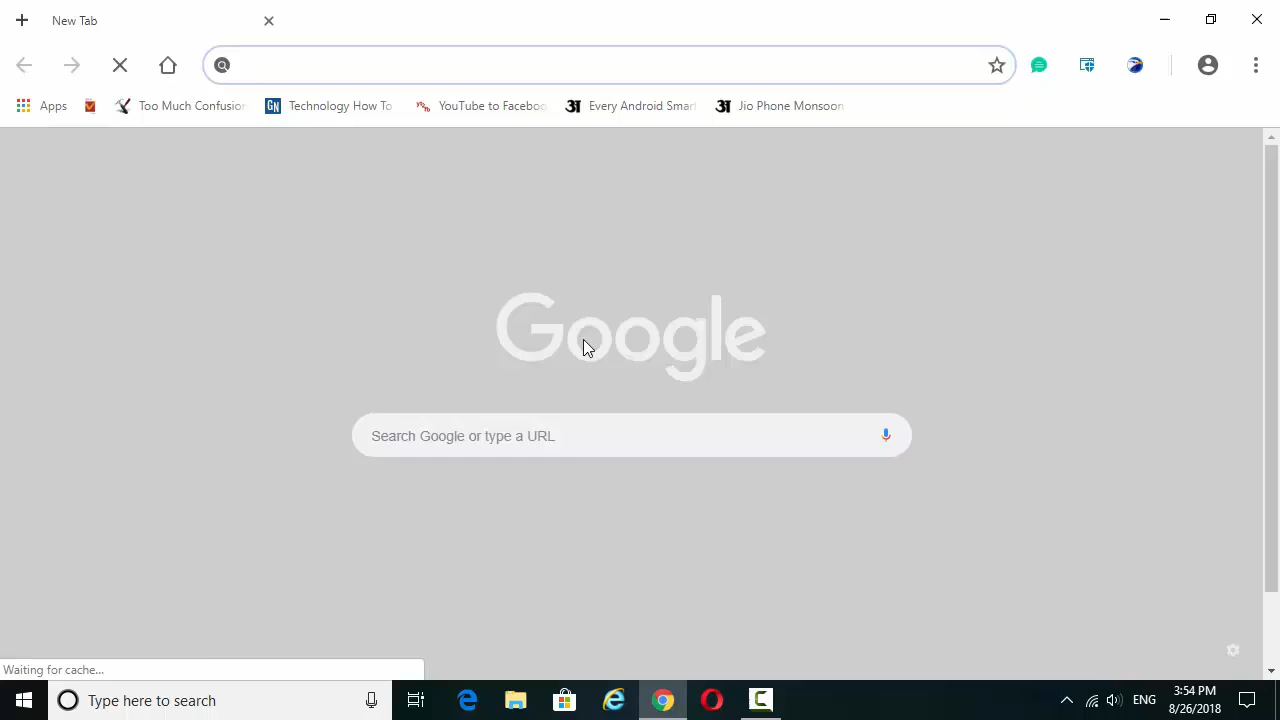 New Tab
Apps
Too Much Confusion
Technology How To
YouTube to Faceboo
Every Android Smar
Jio Phone Monsoon
Google
Search Google or type a URL
Waiting for cache...
Type here to search
ENG
3:54 PM
8/26/2018